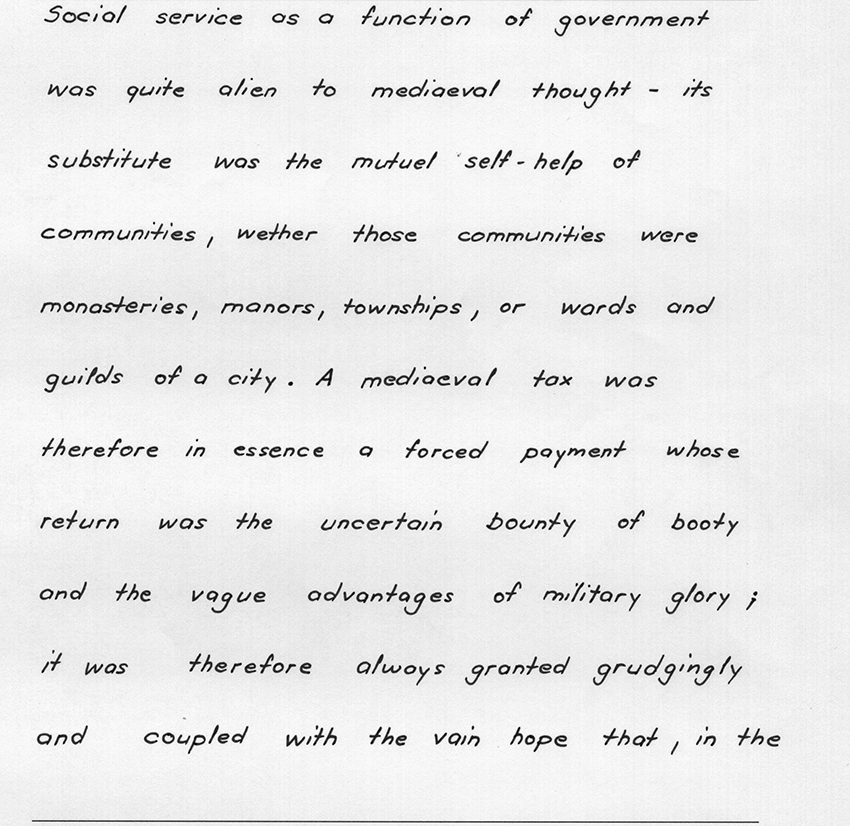 Social service as a function of government
was quite alien to mediaeval thought - its
substitute was the mutuel self-help of
communities, wether those communities were
monasteries, manors, townships, or wards and
guilds of a city. A mediaeval tax was
therefore in essence a forced payment whose
return was the uncertain bounty of booty
and the vague advantages of military glory;
it was therefore always granted grudgingly
and coupled with the vain hope that, in the